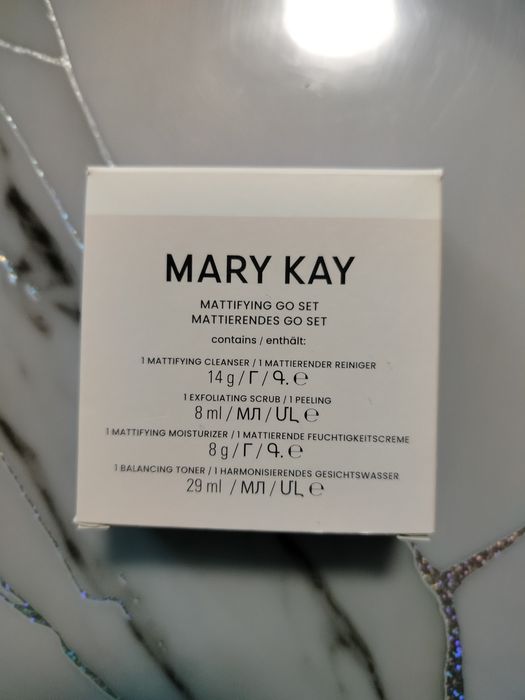 MARY KAY
MATTIFYING GO SET
MATTIERENDES GO SET
contains / enthält:
1 MATTIFYING CLEANSER / 1 MATTIERENDER REINIGER
14 g / Г / Գ. ℮
1 EXFOLIATING SCRUB / 1 PEELING
8 ml / МЛ / ՄԼ ℮
1 MATTIFYING MOISTURIZER / 1 MATTIERENDE FEUCHTIGKEITSCREME
8 g / Г / Գ. ℮
1 BALANCING TONER / 1 HARMONISIERENDES GESICHTSWASSER
29 ml / МЛ / ՄԼ ℮